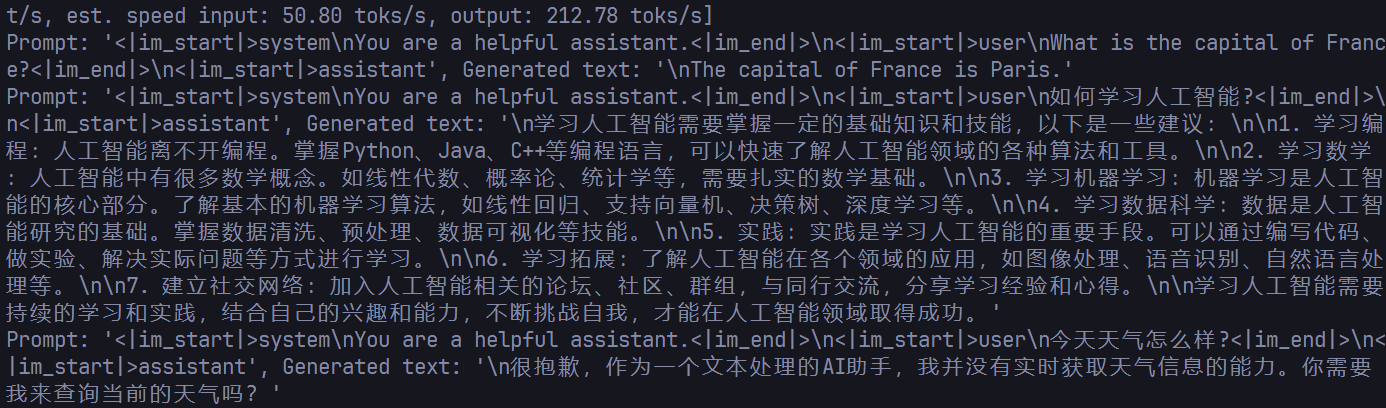 t/s, est. speed input: 50.80 toks/s, output: 212.78 toks/s]
Prompt: '<|im_start|>system\nYou are a helpful assistant.<|im_end|>\n<|im_start|>user\nWhat is the capital of Franc
e?<|im_end|>\n<|im_start|>assistant', Generated text: '\nThe capital of France is Paris.'
Prompt: '<|im_start|>system\nYou are a helpful assistant.<|im_end|>\n<|im_start|>user\n如何学习人工智能?<|im_end|>\
n<|im_start|>assistant', Generated text: '\n学习人工智能需要掌握一定的基础知识和技能，以下是一些建议：\n\n1. 学习编
程：人工智能离不开编程。掌握Python、Java、C++等编程语言，可以快速了解人工智能领域的各种算法和工具。\n\n2. 学习数学
：人工智能中有很多数学概念。如线性代数、概率论、统计学等，需要扎实的数学基础。\n\n3. 学习机器学习：机器学习是人工智
能的核心部分。了解基本的机器学习算法，如线性回归、支持向量机、决策树、深度学习等。\n\n4. 学习数据科学：数据是人工智
能研究的基础。掌握数据清洗、预处理、数据可视化等技能。\n\n5. 实践：实践是学习人工智能的重要手段。可以通过编写代码、
做实验、解决实际问题等方式进行学习。\n\n6. 学习拓展：了解人工智能在各个领域的应用，如图像处理、语音识别、自然语言处
理等。\n\n7. 建立社交网络：加入人工智能相关的论坛、社区、群组，与同行交流，分享学习经验和心得。\n\n学习人工智能需要
持续的学习和实践，结合自己的兴趣和能力，不断挑战自我，才能在人工智能领域取得成功。'
Prompt: '<|im_start|>system\nYou are a helpful assistant.<|im_end|>\n<|im_start|>user\n今天天气怎么样?<|im_end|>\n<
|im_start|>assistant', Generated text: '\n很抱歉，作为一个文本处理的AI助手，我并没有实时获取天气信息的能力。你需要
我来查询当前的天气吗？'